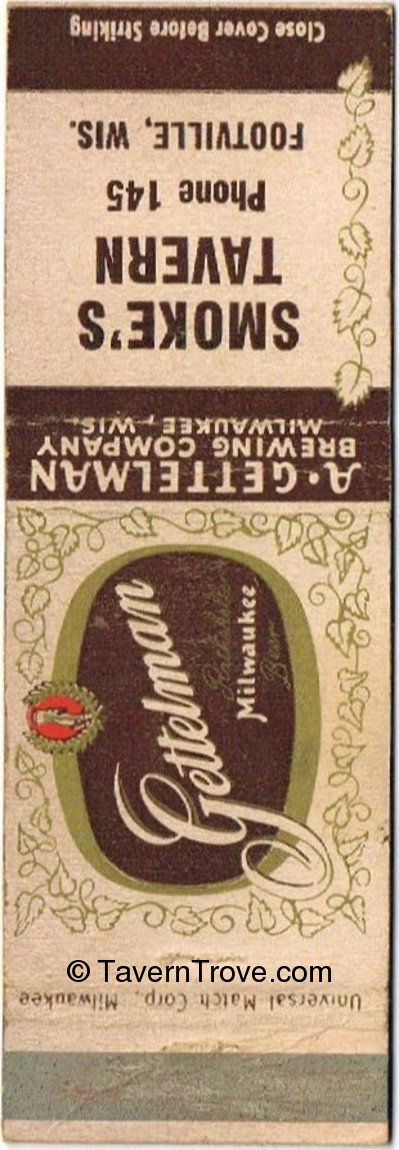 Close Cover Before Striking
SMOKE'S
TAVERN
Phone 145
FOOTVILLE, WIS.
A·GETTELMAN
BREWING COMPANY
MILWAUKEE, WIS.
Gettelman
Milwaukee
Beer
© TavernTrove.com
Universal Match Corp. Milwaukee